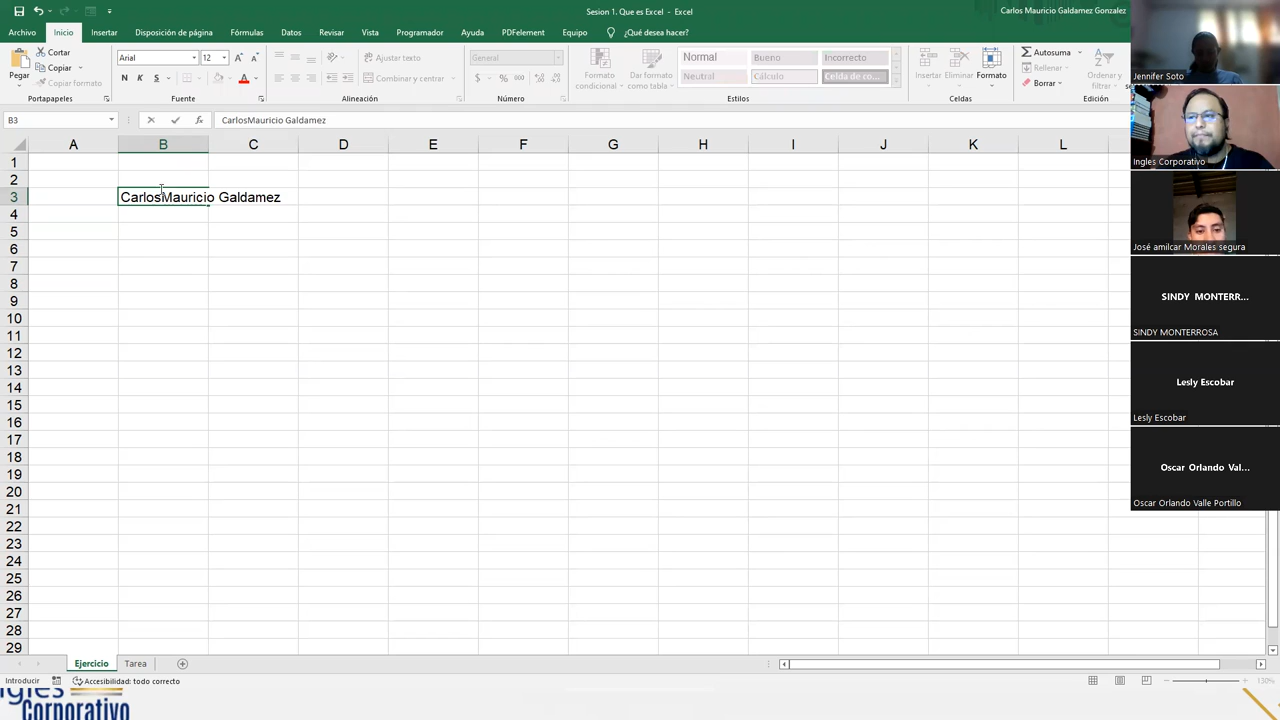 Sesion 1. Que es Excel - Excel
Carlos Mauricio Galdamez Gonzalez
Archivo Inicio Insertar Disposición de página Fórmulas Datos Revisar Vista Programador Ayuda PDFelement Equipo ¿Qué desea hacer?
Pegar
Cortar
Copiar
Copiar formato
Portapapeles
Arial 12
N K S
Fuente
Ajustar texto
Combinar y centrar
Alineación
General
$ % 000
Número
Formato condicional
Dar formato como tabla
Normal Bueno Incorrecto
Neutral Cálculo Celda de co...
Estilos
Insertar Eliminar Formato
Celdas
Autosuma
Rellenar
Borrar
Ordenar y filtrar
Edición
B3 fx CarlosMauricio Galdamez
A B C D E F G H J K L
1
2
3 CarlosMauricio Galdamez
4
5
6
7
8
9
10
11
12
13
14
15
16
17
18
19
20
21
22
23
24
25
26
27
28
29
Ejercicio Tarea
Introducir Accesibilidad: todo correcto 130%
Ingles
Corporativo
Jennifer Soto
Ingles Corporativo
José amilcar Morales segura
SINDY MONTERR...
SINDY MONTERROSA
Lesly Escobar
Lesly Escobar
Oscar Orlando Val...
Oscar Orlando Valle Portillo